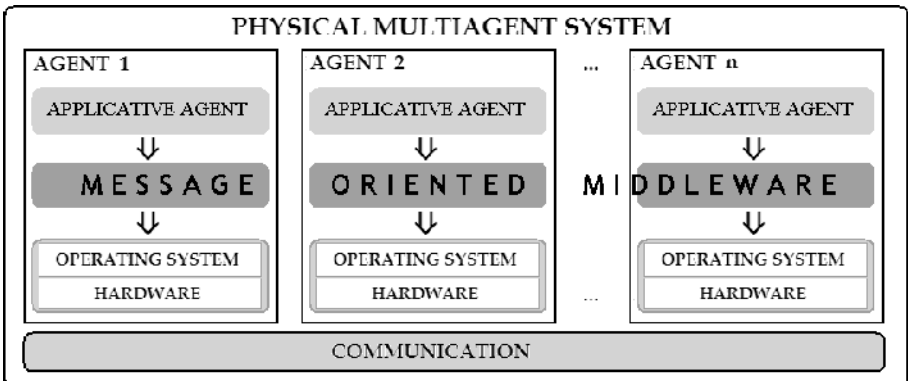 PHYSICAL MULTIAGENT SYSTEM
AGENT 1
APPLICATIVE AGENT
AGENT 2
APPLICATIVE AGENT
...
AGENT n
APPLICATIVE AGENT
MESSAGE ORIENTED MIDDLEWARE
OPERATING SYSTEM
HARDWARE
OPERATING SYSTEM
HARDWARE
...
OPERATING SYSTEM
HARDWARE
COMMUNICATION